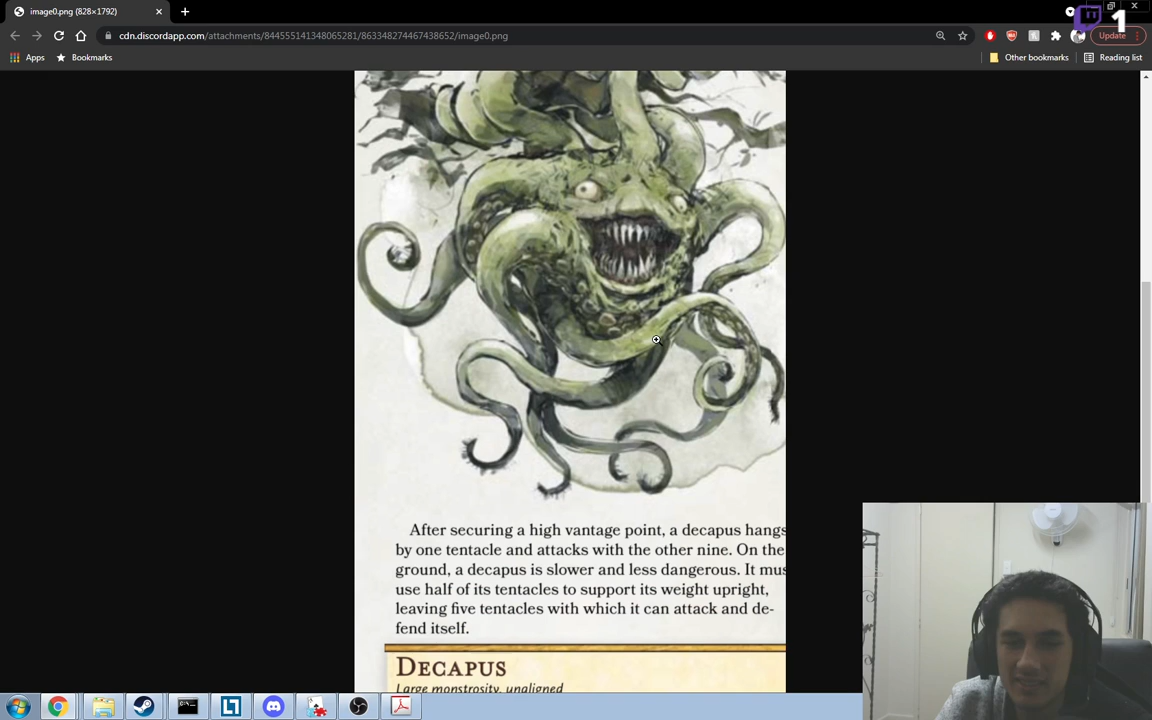 image0.png (828×1792)
1
cdn.discordapp.com/attachments/844555141348065281/863348274467438652/image0.png
Update
Apps
Bookmarks
Other bookmarks
Reading list
After securing a high vantage point, a decapus hangs
by one tentacle and attacks with the other nine. On the
ground, a decapus is slower and less dangerous. It mus
use half of its tentacles to support its weight upright,
leaving five tentacles with which it can attack and de-
fend itself.
DECAPUS
Large monstrosity, unaligned